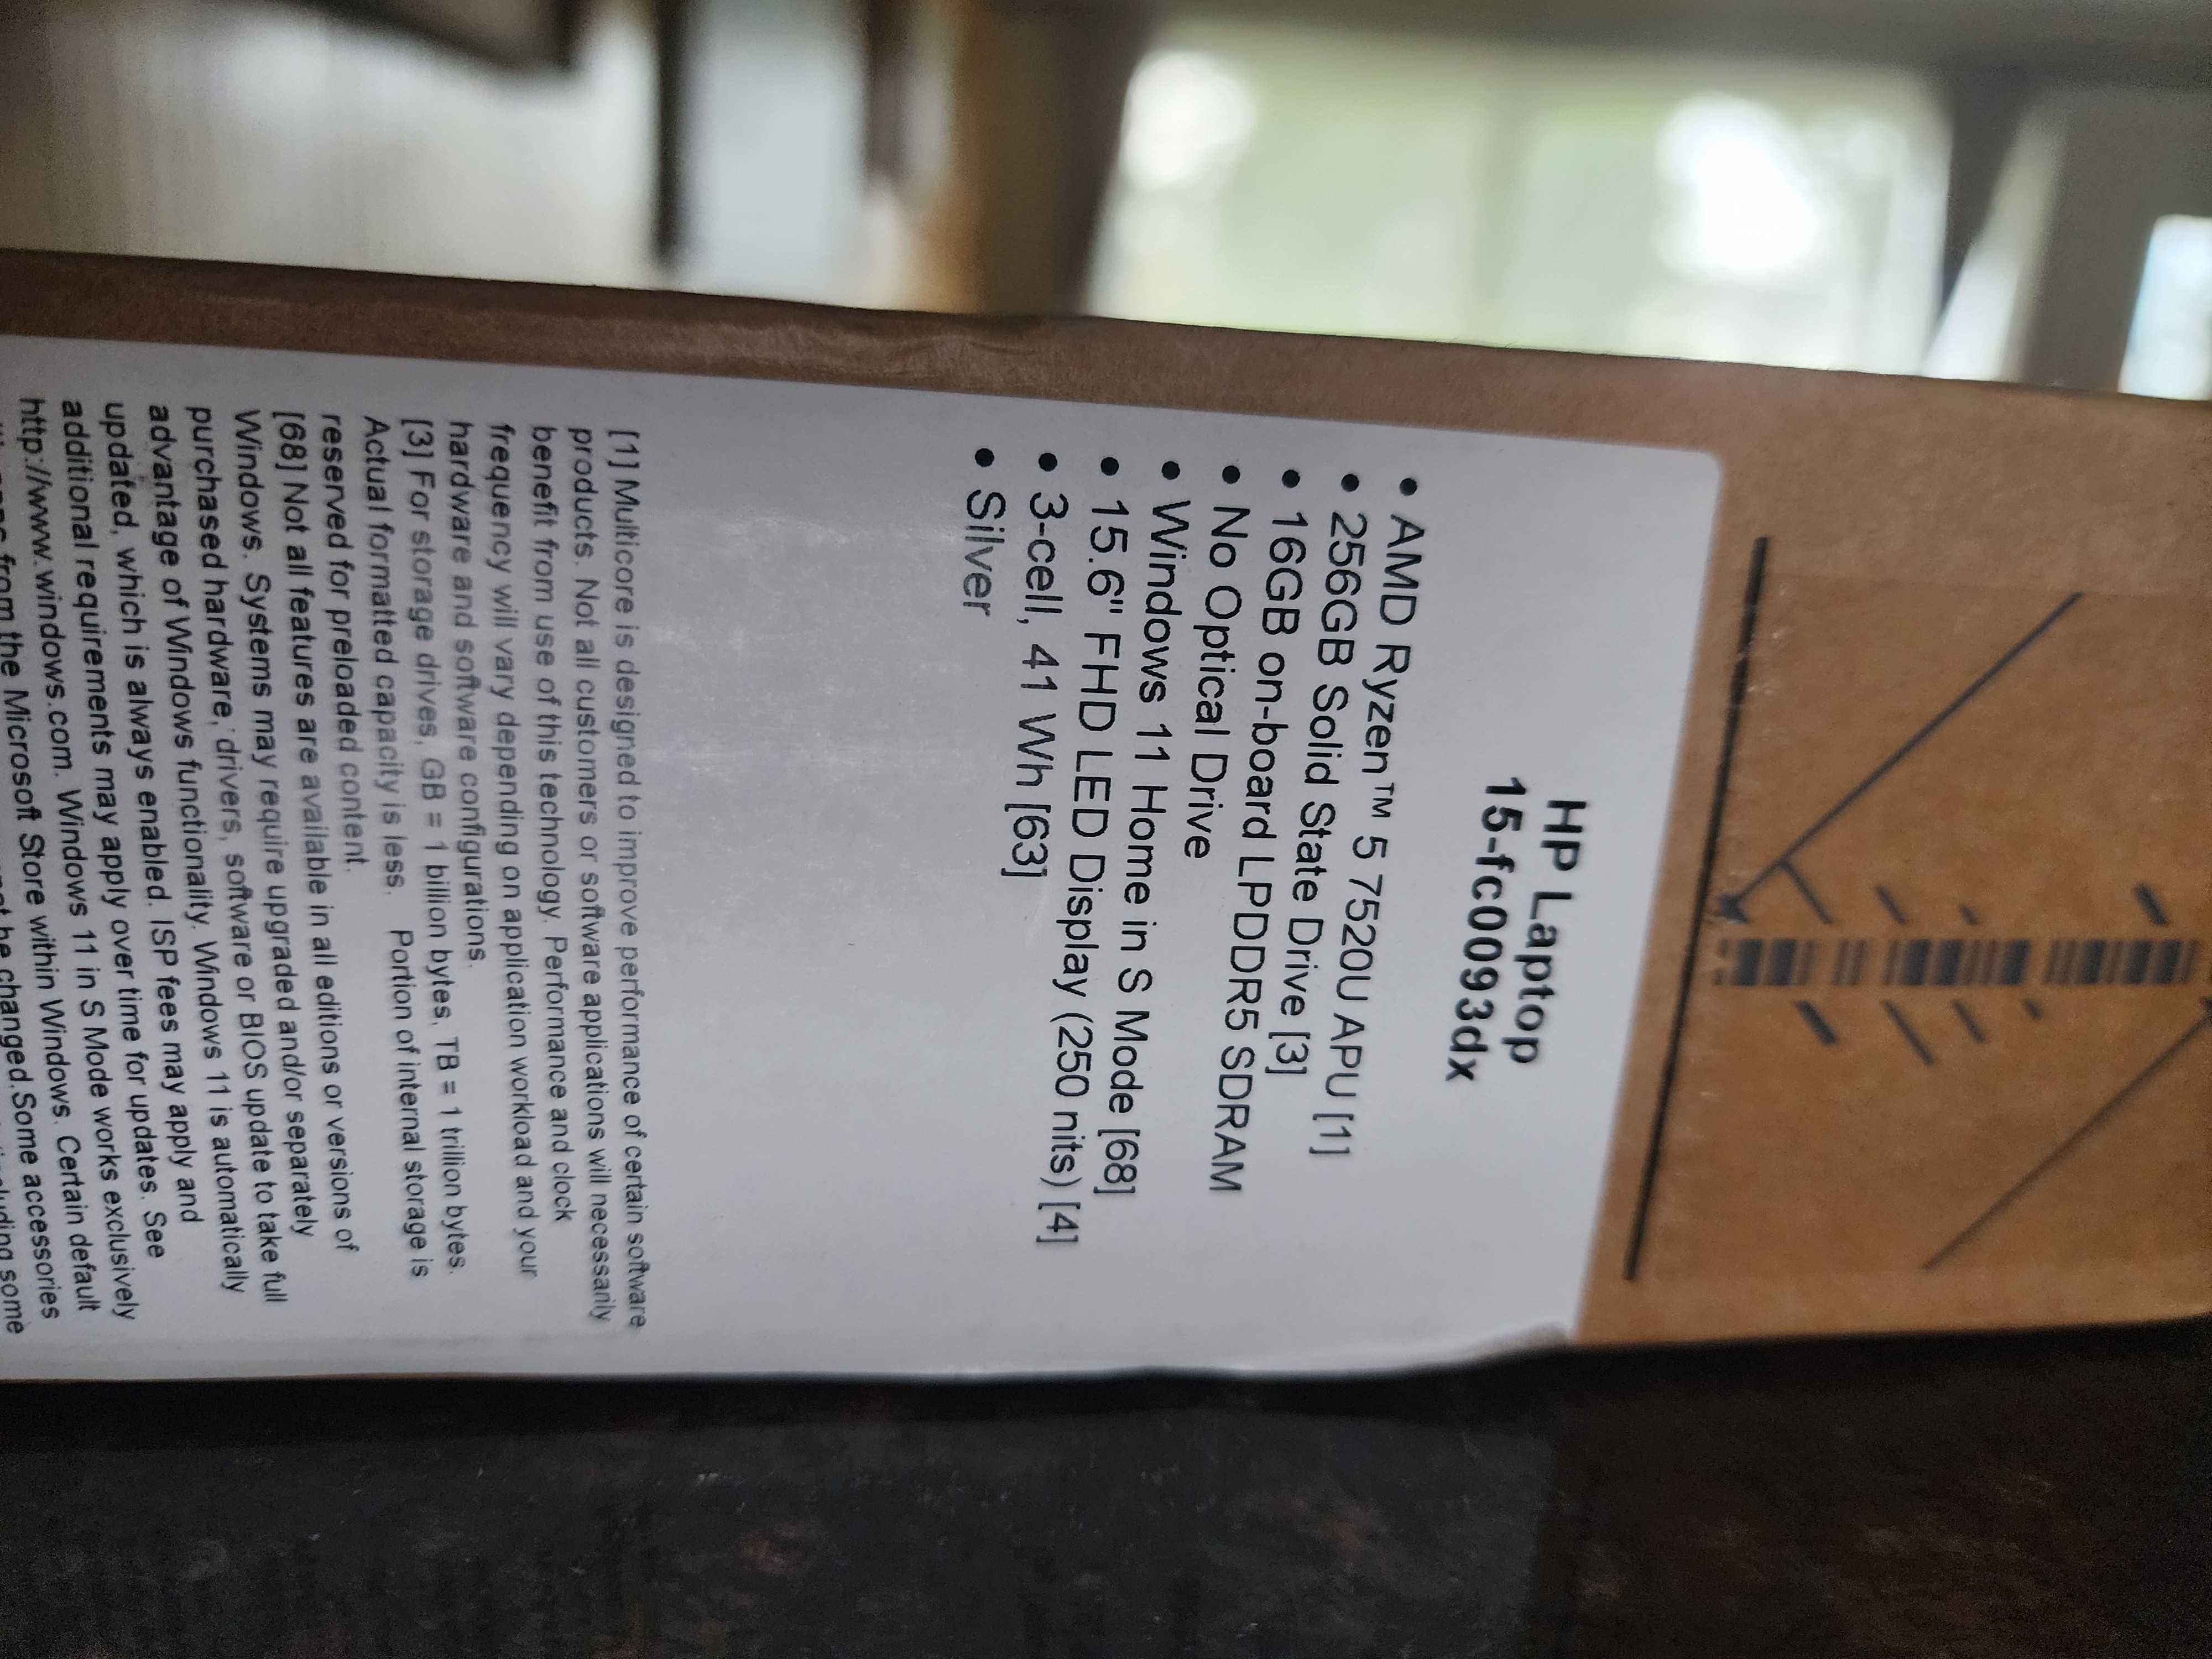 HP Laptop
15-fc0093dx
• AMD Ryzen™ 5 7520U APU [1]
• 256GB Solid State Drive [3]
• 16GB on-board LPDDR5 SDRAM
• No Optical Drive
• Windows 11 Home in S Mode [68]
• 15.6" FHD LED Display (250 nits) [4]
• 3-cell, 41 Wh [63]
• Silver
[1] Multicore is designed to improve performance of certain software
products. Not all customers or software applications will necessarily
benefit from use of this technology. Performance and clock
frequency will vary depending on application workload and your
hardware and software configurations.
[3] For storage drives, GB = 1 billion bytes, TB = 1 trillion bytes.
Actual formatted capacity is less. Portion of internal storage is
reserved for preloaded content.
[68] Not all features are available in all editions or versions of
Windows. Systems may require upgraded and/or separately
purchased hardware, drivers, software or BIOS update to take full
advantage of Windows functionality. Windows 11 is automatically
updated, which is always enabled. ISP fees may apply and
additional requirements may apply over time for updates. See
http://www.windows.com. Windows 11 in S Mode works exclusively
from the Microsoft Store within Windows. Certain default
be changed.Some accessories
some